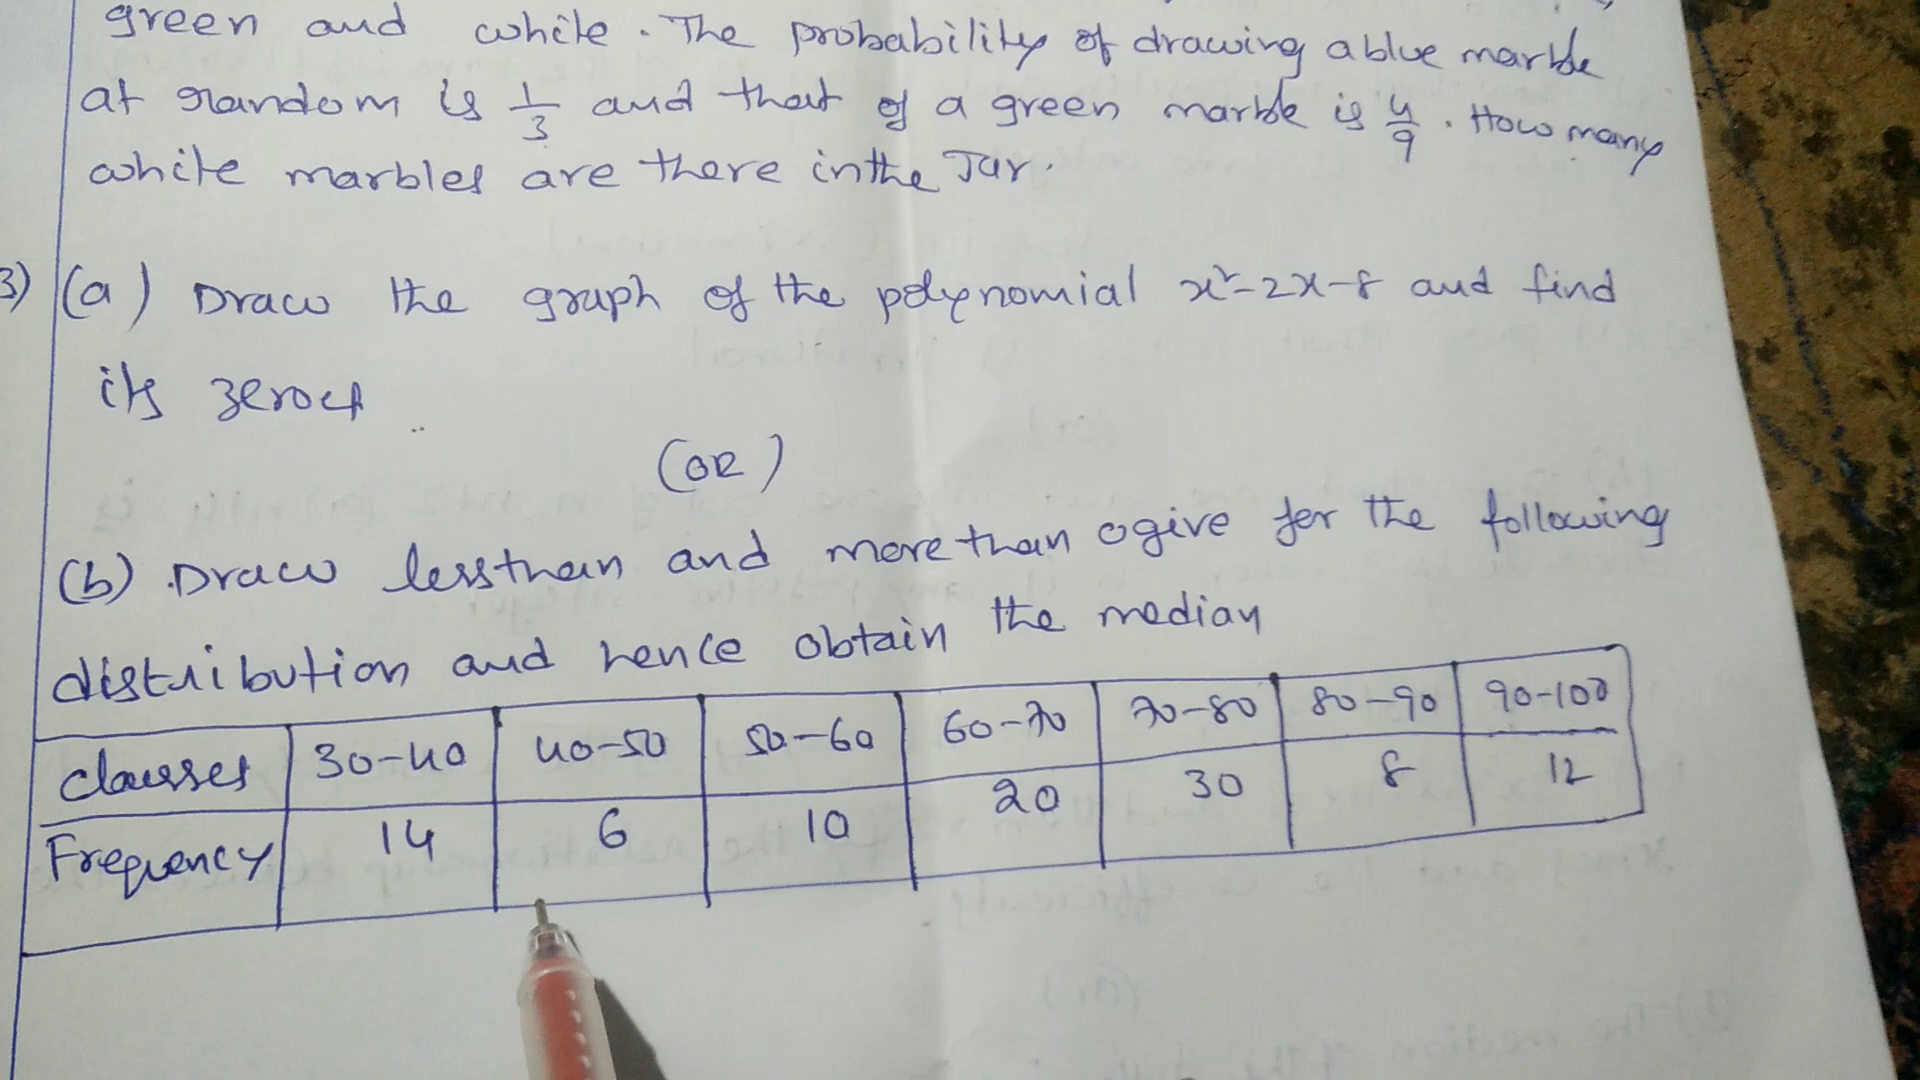 green and white. The probability of drawing a blue marble
at random is 1/3 and that of a green marble is 4/9. How many
white marbles are there in the Jar.
3) (a) Draw the graph of the polynomial x²-2x-8 and find
its zeroes
(OR)
(b) Draw lessthan and more than ogive for the following
distribution and hence obtain the median
classes 30-40 40-50 50-60 60-70 70-80 80-90 90-100
Frequency 14 6 10 20 30 8 12